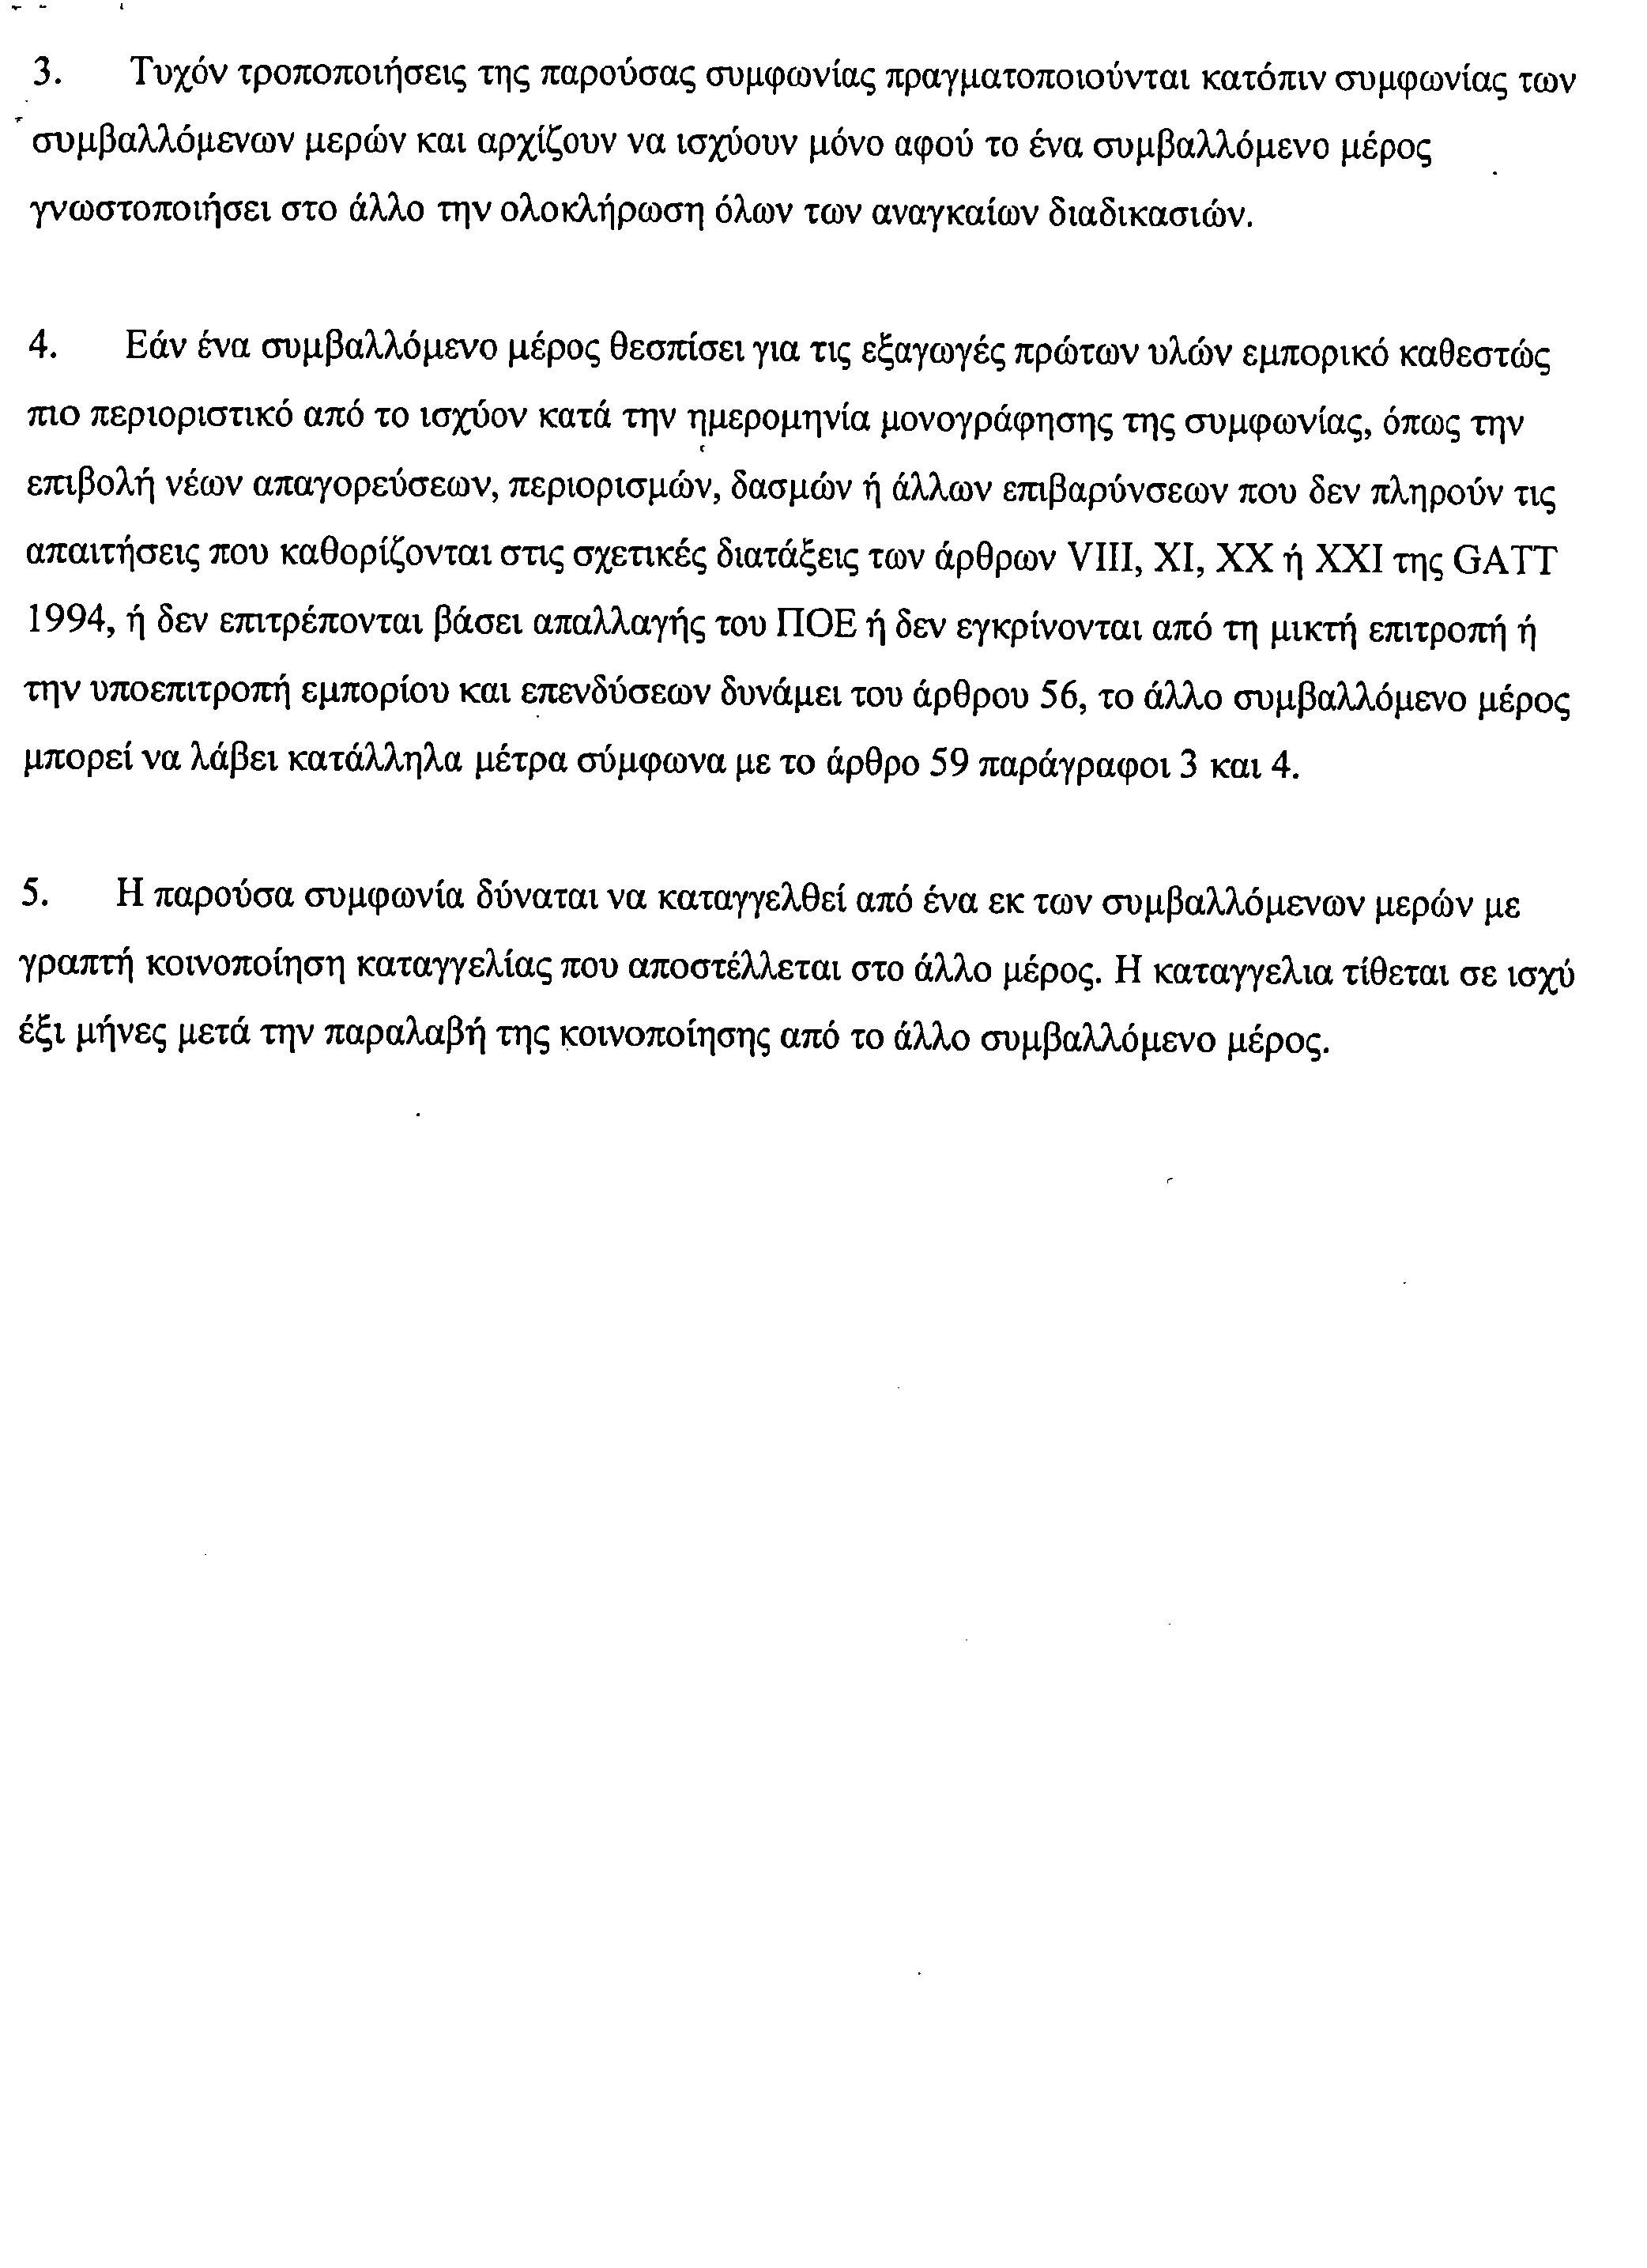 3. Τυχόν τροποποιήσεις της παρούσας συμφωνίας πραγματοποιούνται κατόπιν συμφωνίας των
συμβαλλόμενων μερών και αρχίζουν να ισχύουν μόνο αφού το ένα συμβαλλόμενο μέρος
γνωστοποιήσει στο άλλο την ολοκλήρωση όλων των αναγκαίων διαδικασιών.
4. Εάν ένα συμβαλλόμενο μέρος θεσπίσει για τις εξαγωγές πρώτων υλών εμπορικό καθεστώς
πιο περιοριστικό από το ισχύον κατά την ημερομηνία μονογράφησης της συμφωνίας, όπως την
επιβολή νέων απαγορεύσεων, περιορισμών, δασμών ή άλλων επιβαρύνσεων που δεν πληρούν τις
απαιτήσεις που καθορίζονται στις σχετικές διατάξεις των άρθρων VIII, XI, XX ή XXI της GATT
1994, ή δεν επιτρέπονται βάσει απαλλαγής του ΠΟΕ ή δεν εγκρίνονται από τη μικτή επιτροπή ή
την υποεπιτροπή εμπορίου και επενδύσεων δυνάμει του άρθρου 56, το άλλο συμβαλλόμενο μέρος
μπορεί να λάβει κατάλληλα μέτρα σύμφωνα με το άρθρο 59 παράγραφοι 3 και 4.
5. Η παρούσα συμφωνία δύναται να καταγγελθεί από ένα εκ των συμβαλλόμενων μερών με
γραπτή κοινοποίηση καταγγελίας που αποστέλλεται στο άλλο μέρος. Η καταγγελια τίθεται σε ισχύ
έξι μήνες μετά την παραλαβή της κοινοποίησης από το άλλο συμβαλλόμενο μέρος.